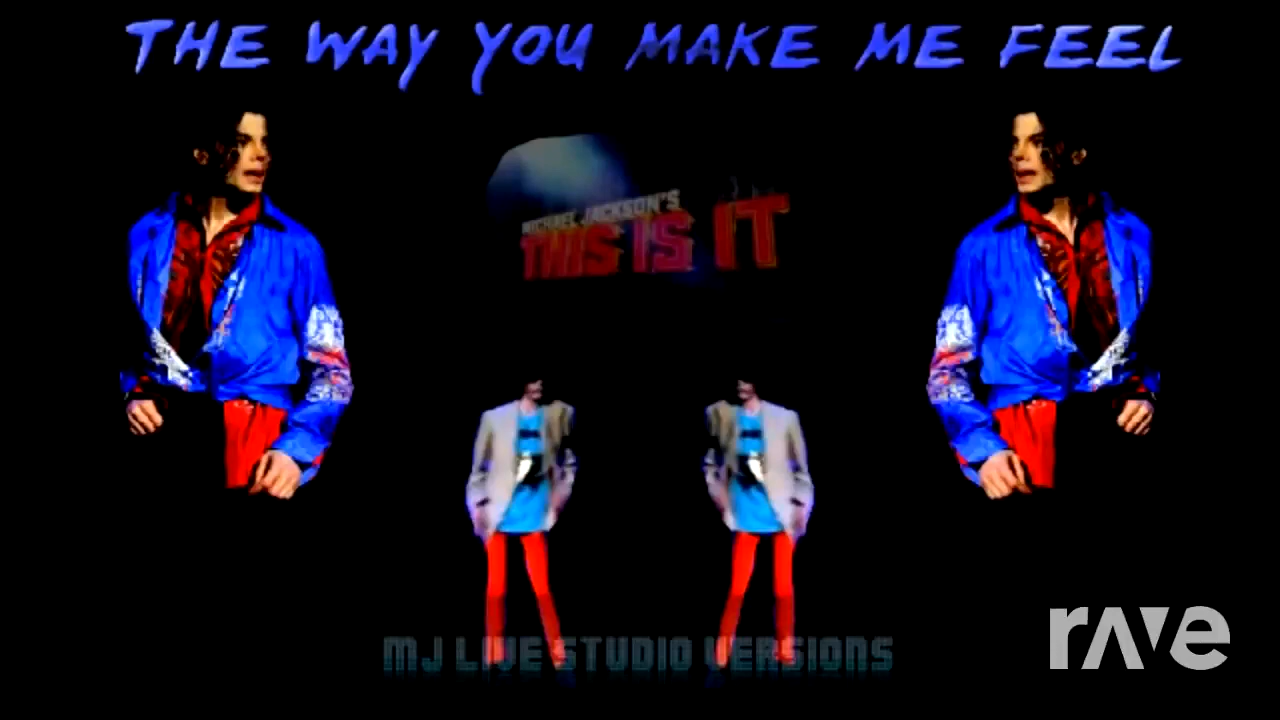 THE WAY YOU MAKE ME FEEL
MICHAEL JACKSON'S
THIS IS IT
MJ LIVE STUDIO VERSIONS
rave